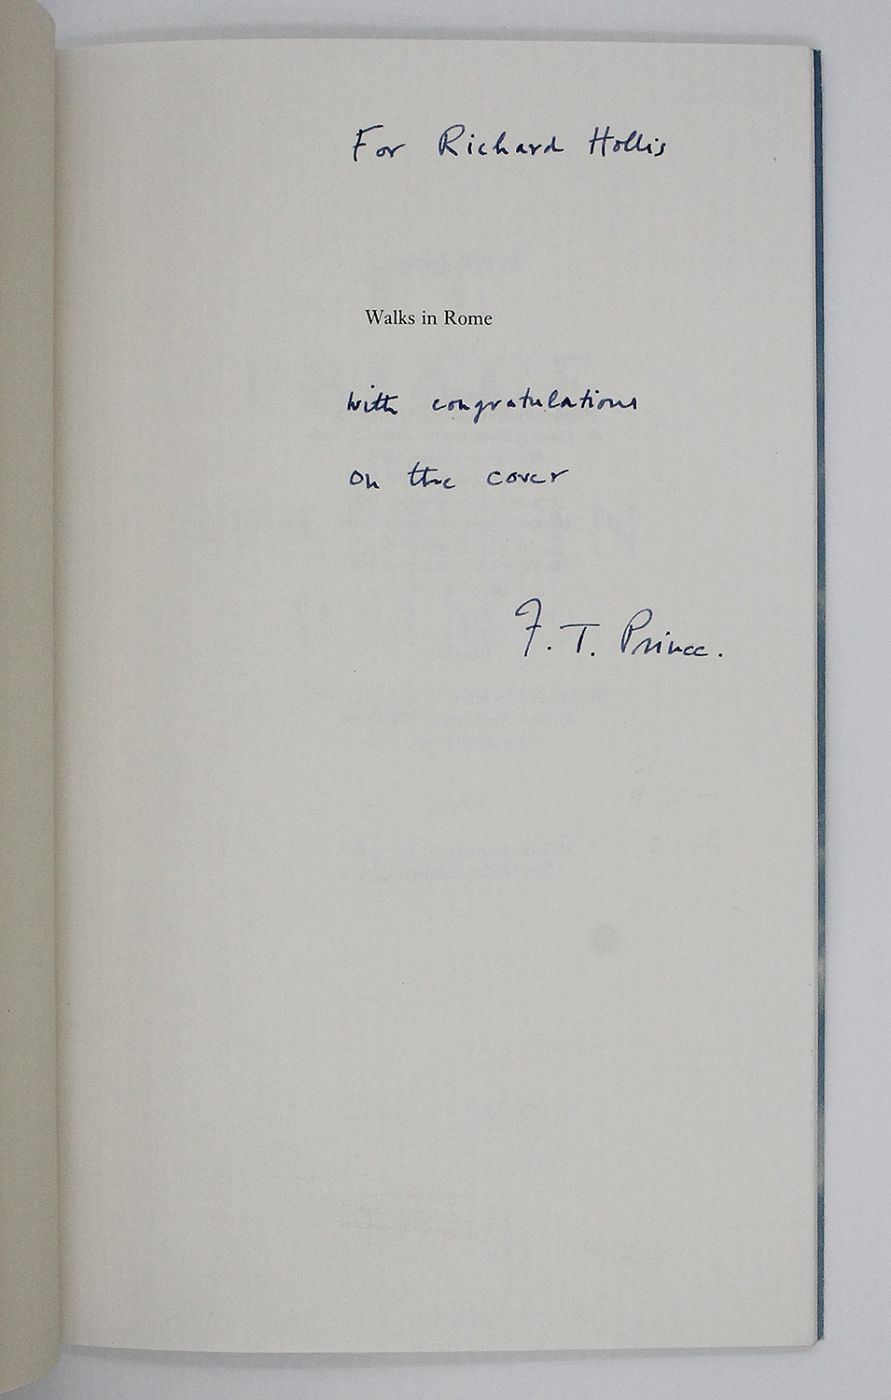 For Richard Hollis
Walks in Rome
with congratulations
on the cover
F. T. Prince.